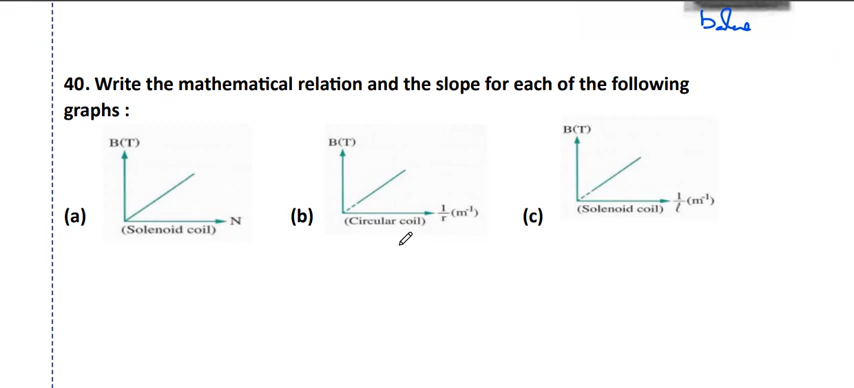 40. Write the mathematical relation and the slope for each of the following
graphs :
(a)
B(T)
N
(Solenoid coil)
(b)
B(T)
1/r (m⁻¹)
(Circular coil)
(c)
B(T)
1/ℓ (m⁻¹)
(Solenoid coil)